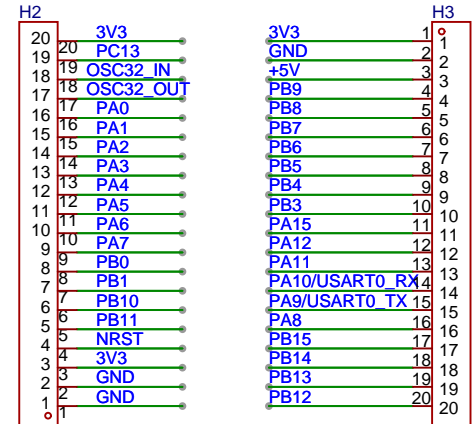 H2
20 20 3V3
19 19 PC13
18 18 OSC32_IN
17 17 OSC32_OUT
16 16 PA0
15 15 PA1
14 14 PA2
13 13 PA3
12 12 PA4
11 11 PA5
10 10 PA6
9 9 PA7
8 8 PB0
7 7 PB1
6 6 PB10
5 5 PB11
4 4 NRST
3 3 3V3
2 2 GND
1 1 GND
H3
3V3 1 1
GND 2 2
+5V 3 3
PB9 4 4
PB8 5 5
PB7 6 6
PB6 7 7
PB5 8 8
PB4 9 9
PB3 10 10
PA15 11 11
PA12 12 12
PA11 13 13
PA10/USART0_RX 14 14
PA9/USART0_TX 15 15
PA8 16 16
PB15 17 17
PB14 18 18
PB13 19 19
PB12 20 20